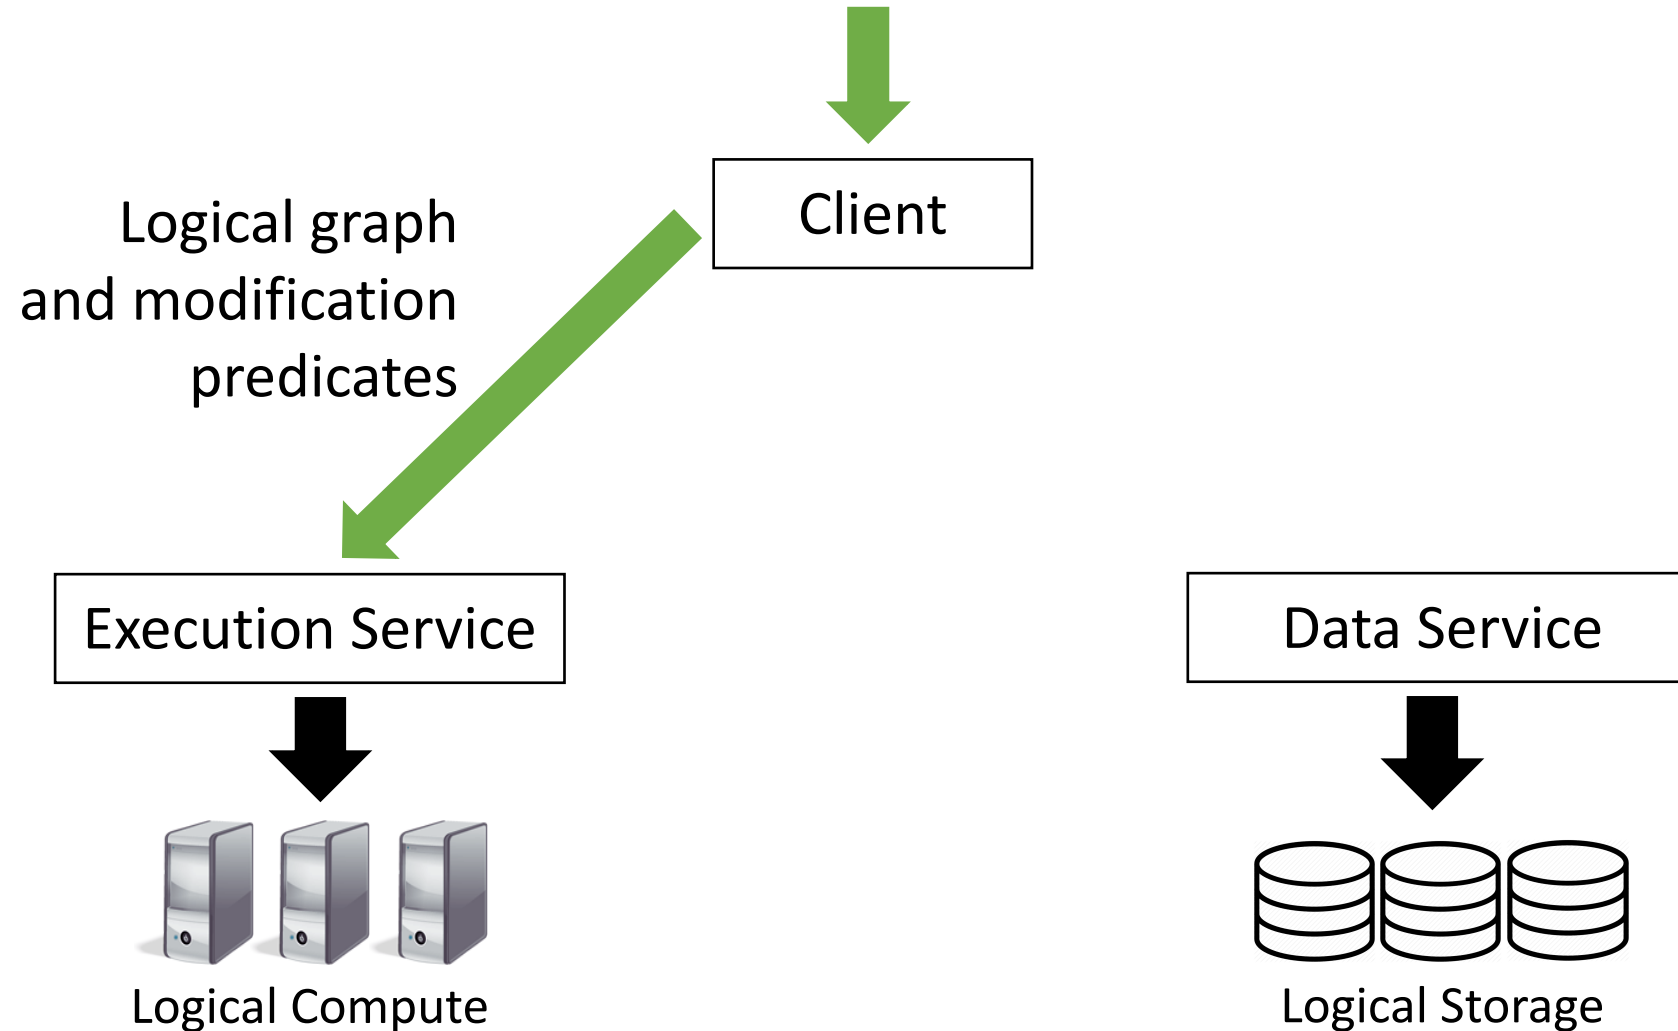 Client
Logical graph
and modification
predicates
Execution Service
Data Service
Logical Compute
Logical Storage